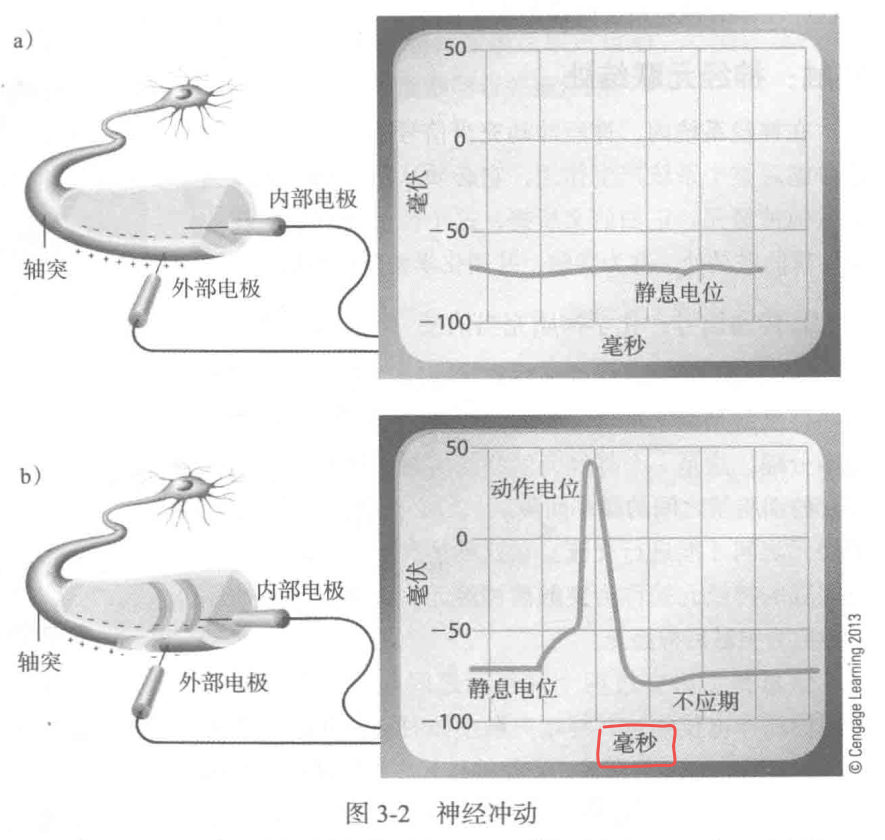 a）
内部电极
轴突
外部电极
50
0
毫伏
−50
静息电位
−100
毫秒
b）
内部电极
轴突
外部电极
50
动作电位
0
毫伏
−50
静息电位
不应期
−100
毫秒
© Cengage Learning 2013
图 3-2 神经冲动